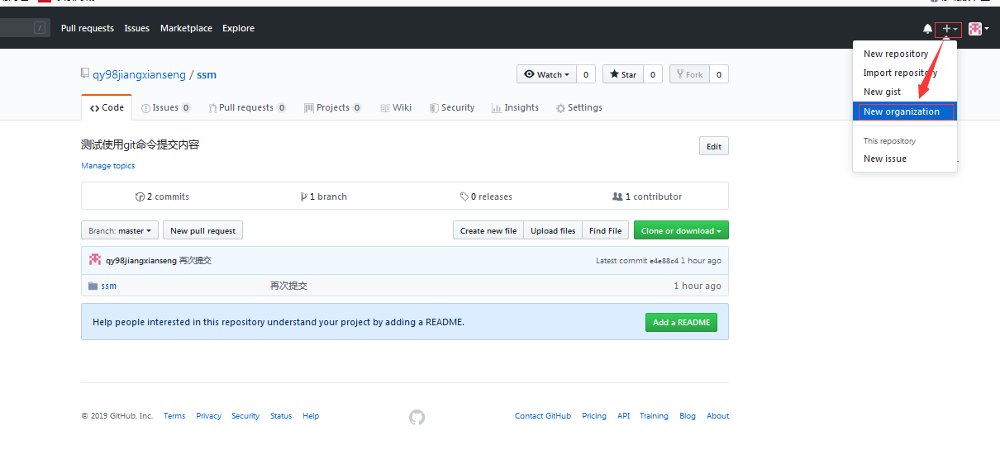 / Pull requests Issues Marketplace Explore
New repository
Import repository
New gist
New organization
This repository
New issue
qy98jiangxianseng / ssm
Watch 0 Star 0 Fork 0
Code Issues 0 Pull requests 0 Projects 0 Wiki Security Insights Settings
测试使用git命令提交内容
Edit
Manage topics
2 commits 1 branch 0 releases 1 contributor
Branch: master New pull request Create new file Upload files Find File Clone or download
qy98jiangxianseng 再次提交 Latest commit e4e88c4 1 hour ago
ssm 再次提交 1 hour ago
Help people interested in this repository understand your project by adding a README. Add a README
© 2019 GitHub, Inc. Terms Privacy Security Status Help Contact GitHub Pricing API Training Blog About